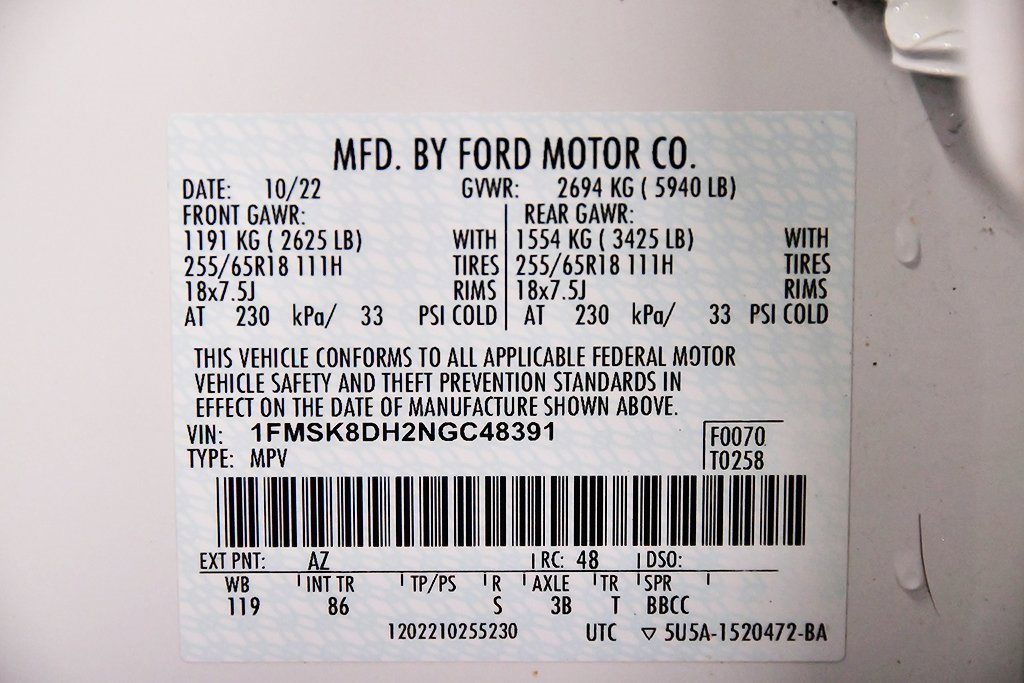 MFD. BY FORD MOTOR CO.
DATE: 10/22 GVWR: 2694 KG ( 5940 LB)
FRONT GAWR: REAR GAWR:
1191 KG ( 2625 LB) WITH 1554 KG ( 3425 LB) WITH
255/65R18 111H TIRES 255/65R18 111H TIRES
18x7.5J RIMS 18x7.5J RIMS
AT 230 kPa/ 33 PSI COLD AT 230 kPa/ 33 PSI COLD
THIS VEHICLE CONFORMS TO ALL APPLICABLE FEDERAL MOTOR
VEHICLE SAFETY AND THEFT PREVENTION STANDARDS IN
EFFECT ON THE DATE OF MANUFACTURE SHOWN ABOVE.
VIN: 1FMSK8DH2NGC48391 F0070
TYPE: MPV T0258
EXT PNT: AZ RC: 48 DSO:
WB INT TR TP/PS R AXLE TR SPR
119 86 S 3B T BBCC
1202210255230 UTC ▽ 5U5A-1520472-BA